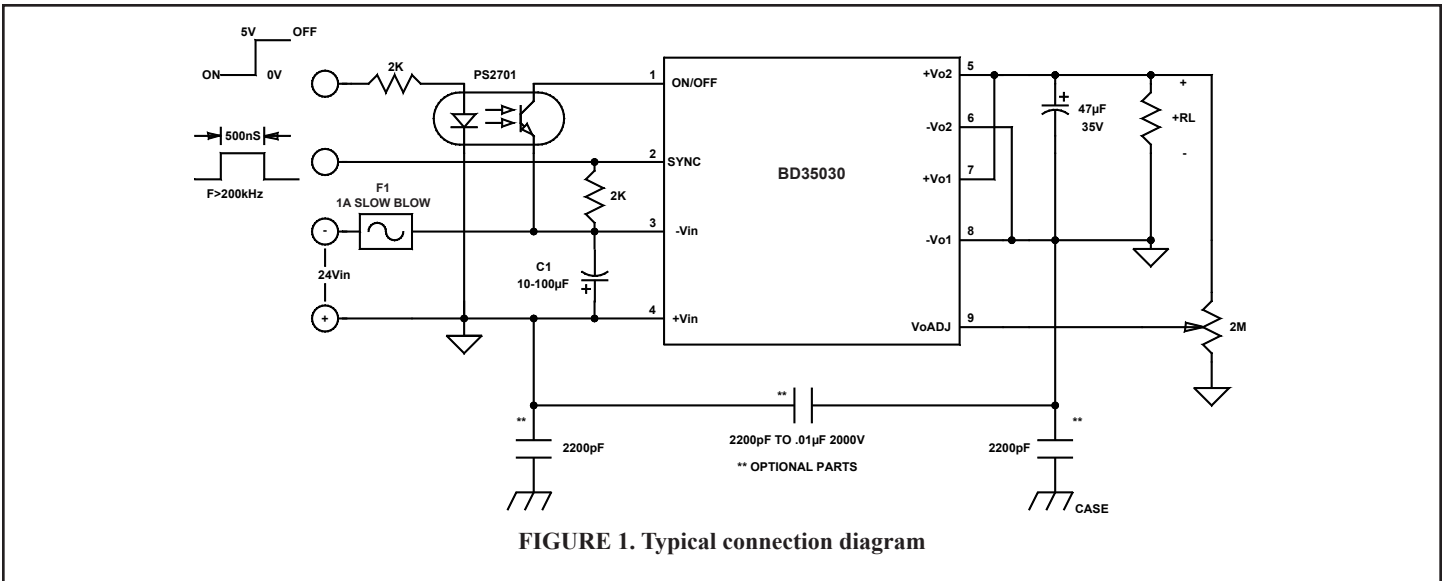 5V
OFF
ON
0V
2K
PS2701
1
ON/OFF
500nS
F>200kHz
2
SYNC
2K
F1
1A SLOW BLOW
-
3
-Vin
24Vin
C1
10-100µF
+
+
4
+Vin
BD35030
+Vo2
5
-Vo2
6
+Vo1
7
-Vo1
8
VoADJ
9
+
47µF
35V
+
+RL
-
2M
**
2200pF
**
2200pF TO .01µF 2000V
** OPTIONAL PARTS
**
2200pF
CASE
FIGURE 1. Typical connection diagram